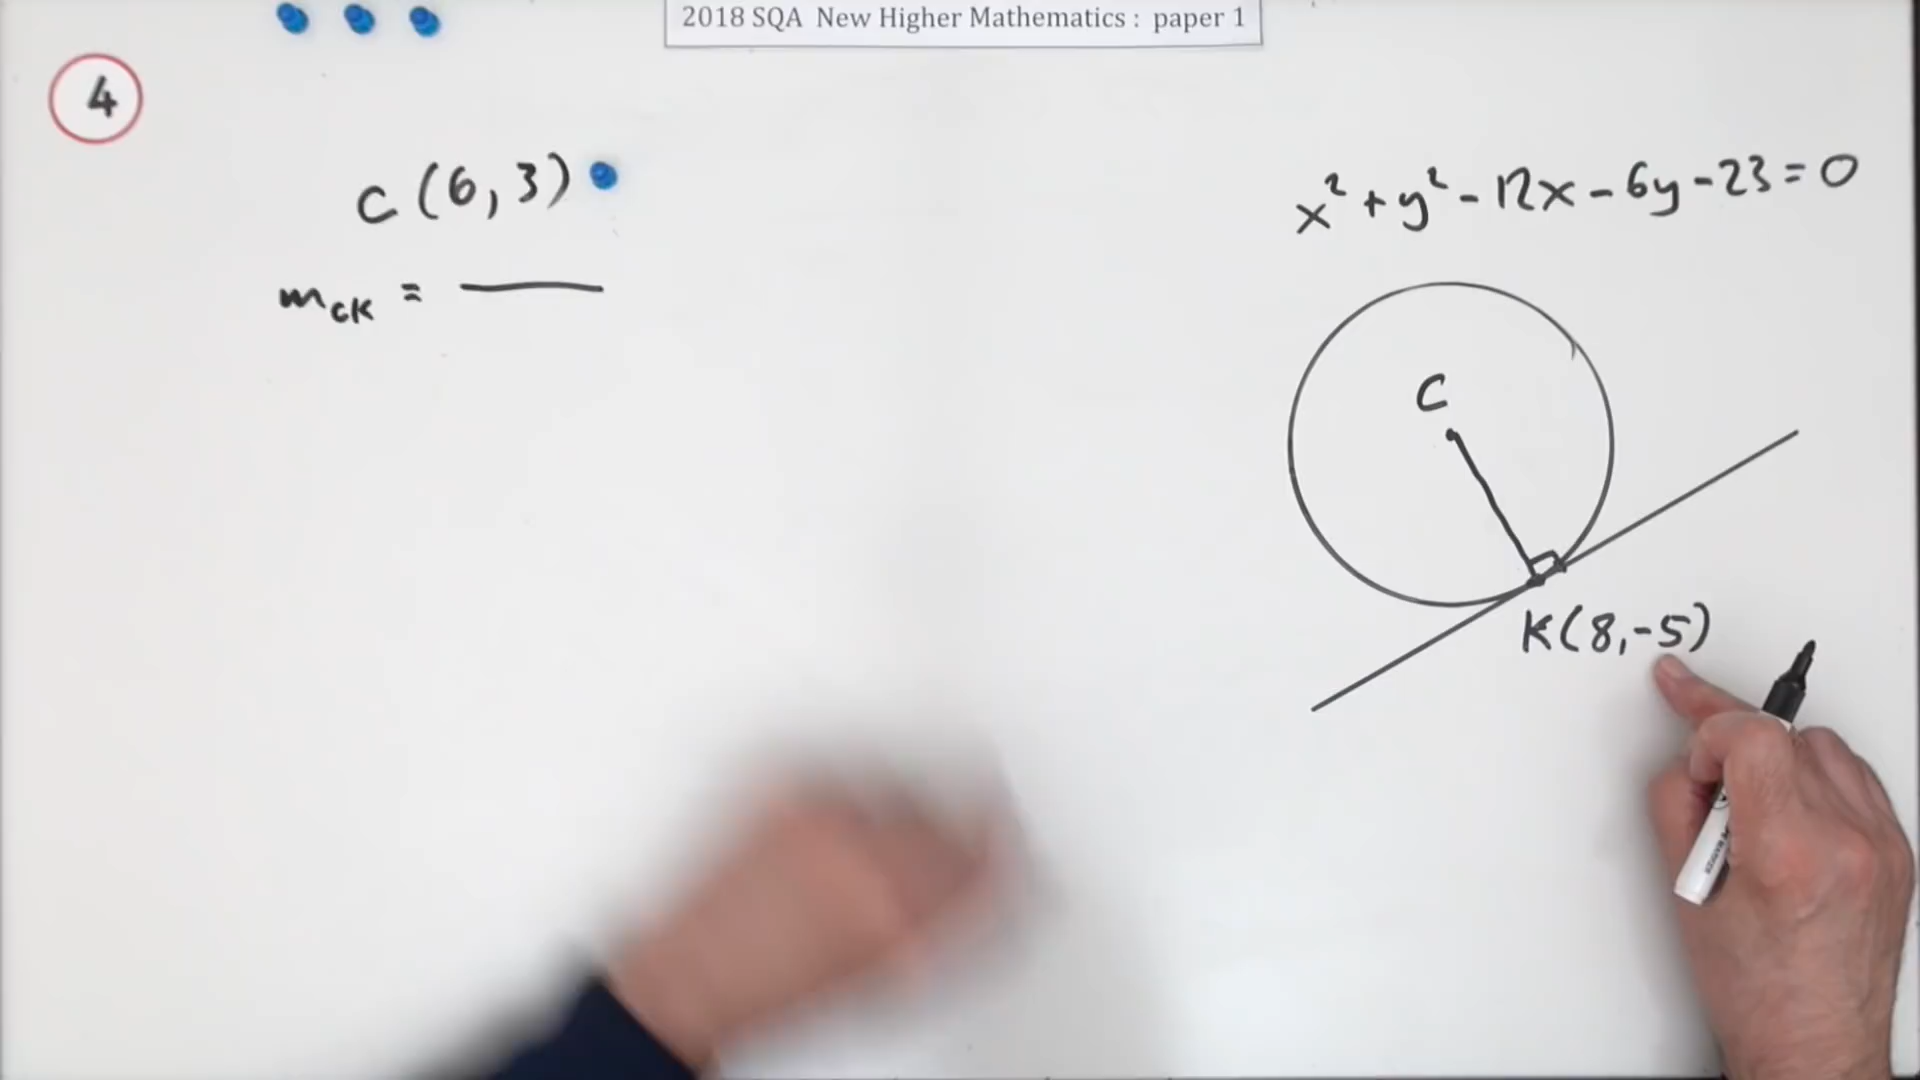 2018 SQA New Higher Mathematics : paper 1
4
C (6, 3)
m_CK = ———
x² + y² - 12x - 6y - 23 = 0
C
K(8, -5)